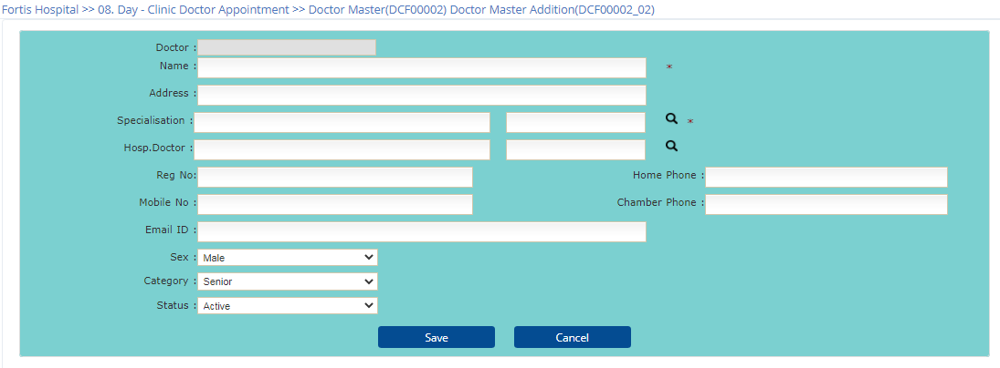 Fortis Hospital >> 08. Day - Clinic Doctor Appointment >> Doctor Master(DCF00002) Doctor Master Addition(DCF00002_02)
Doctor :
Name : *
Address :
Specialisation : *
Hosp.Doctor :
Reg No: Home Phone :
Mobile No : Chamber Phone :
Email ID :
Sex : Male
Category : Senior
Status : Active
Save Cancel